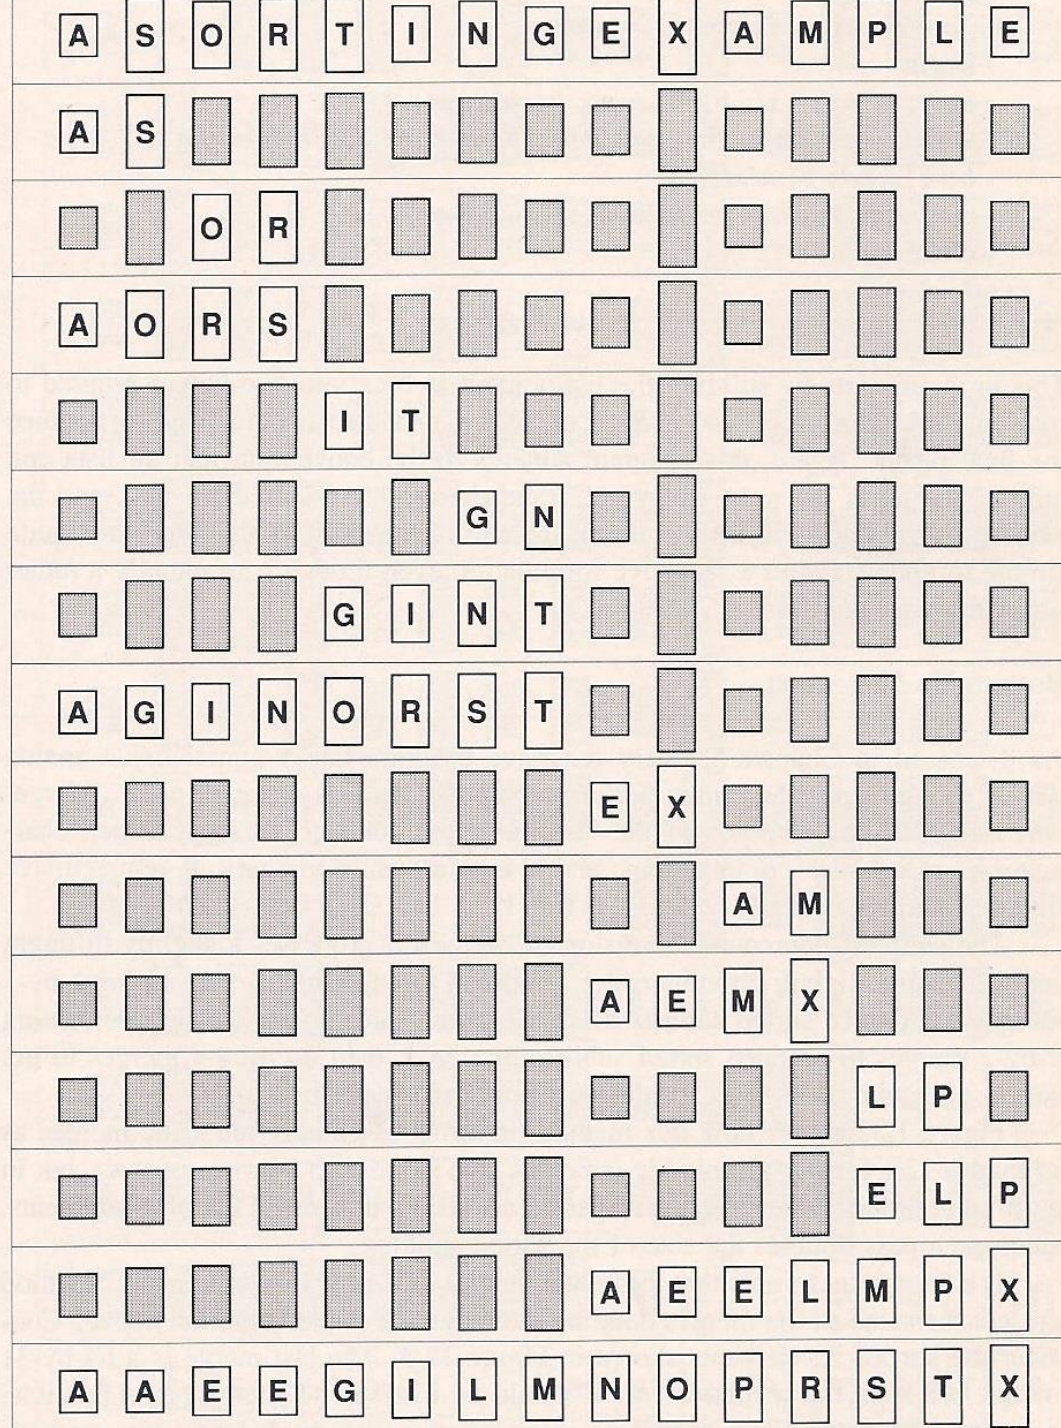 A S O R T I N G E X A M P L E
A S
O R
A O R S
I T
G N
G I N T
A G I N O R S T
E X
A M
A E M X
L P
E L P
A E E L M P X
A A E E G I L M N O P R S T X